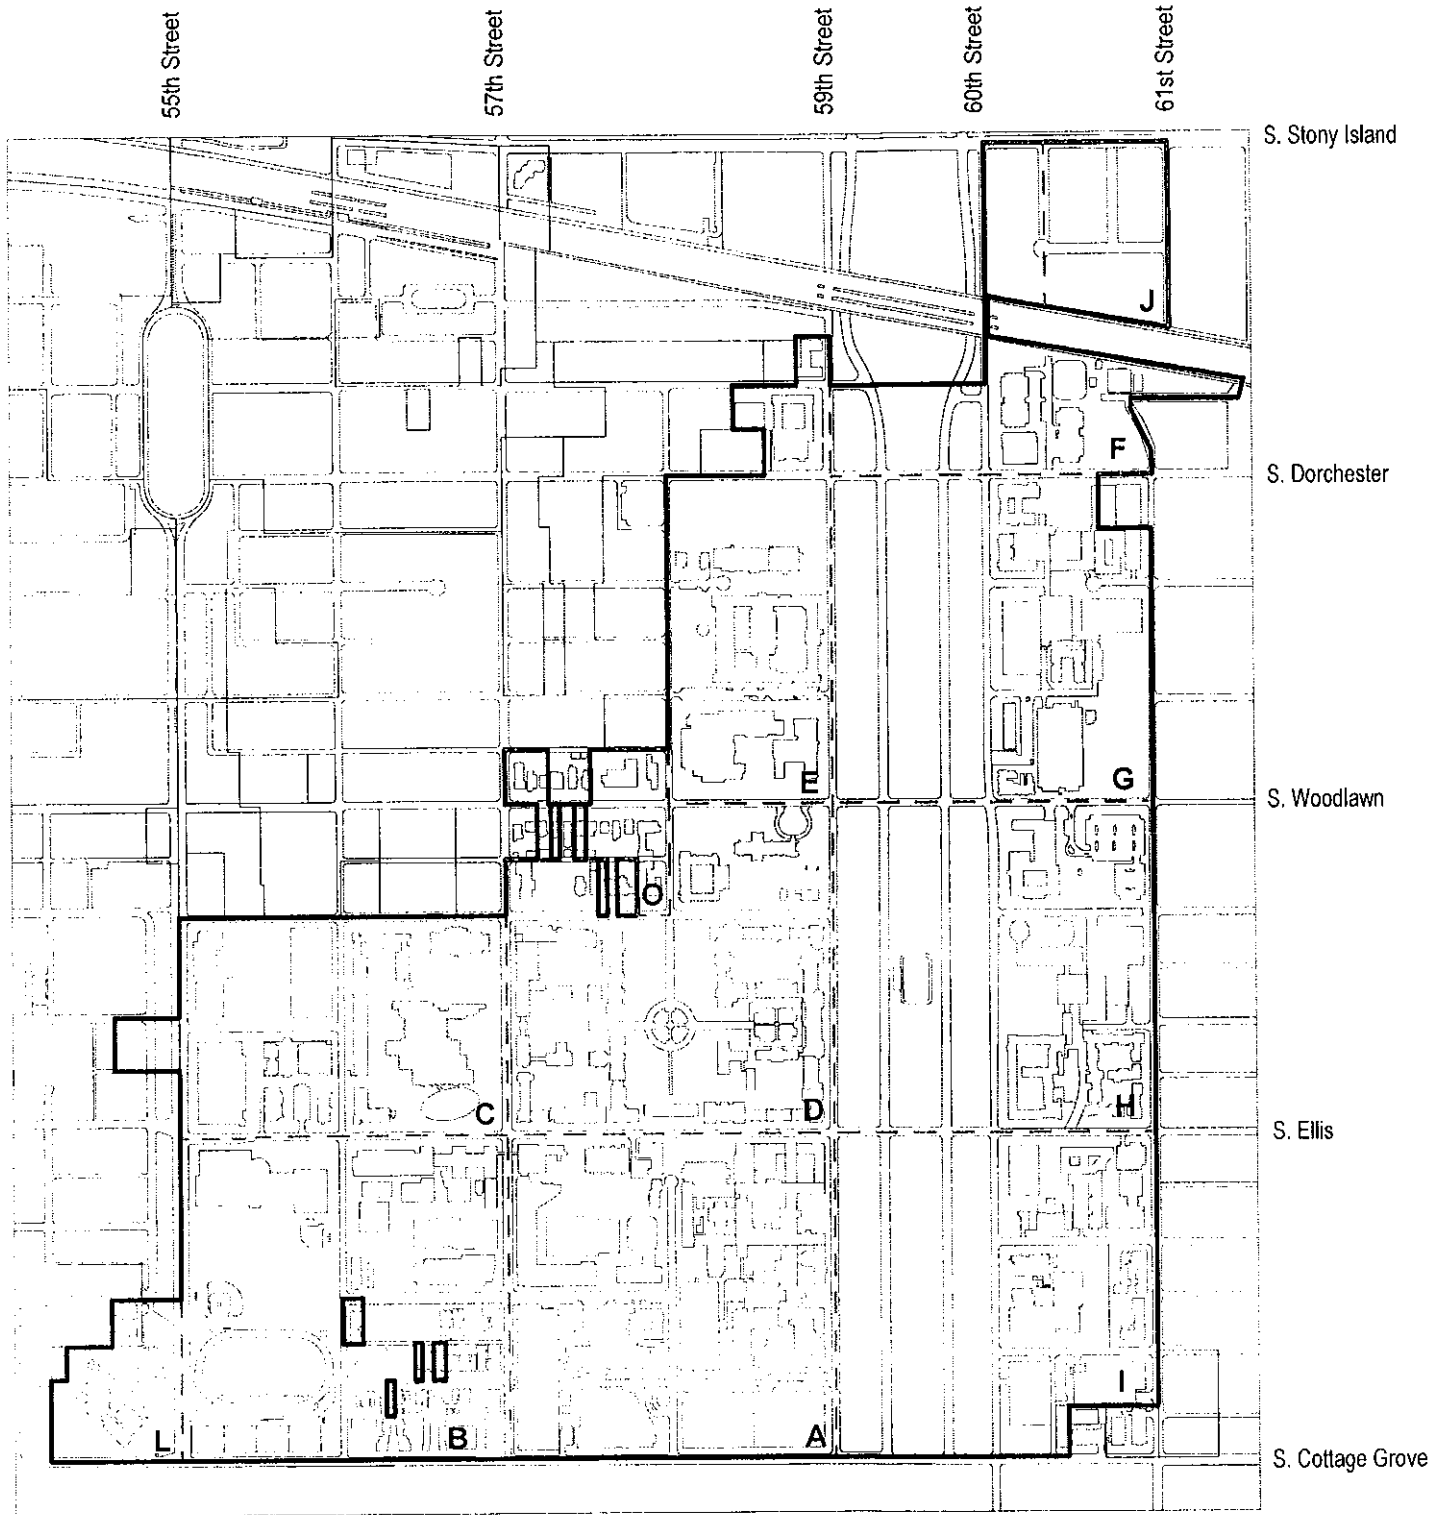 55th Street
57th Street
59th Street
60th Street
61st Street
S. Stony Island
J
F
S. Dorchester
E
G
S. Woodlawn
O
C
D
H
S. Ellis
I
L
B
A
S. Cottage Grove